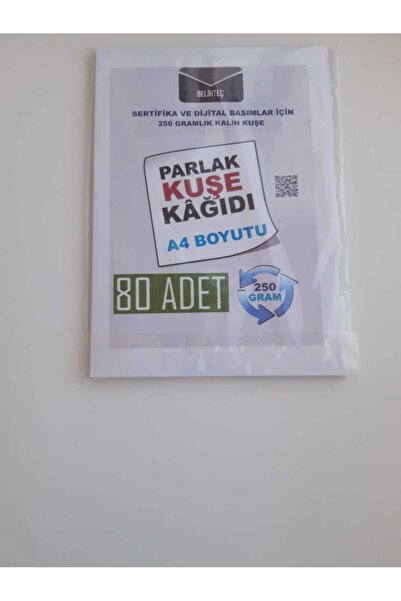 BELİRTEÇ
SERTİFİKA VE DİJİTAL BASIMLAR İÇİN
250 GRAMLIK KALIN KUŞE
PARLAK
KUŞE
KÂĞIDI
A4 BOYUTU
80 ADET
250
GRAM